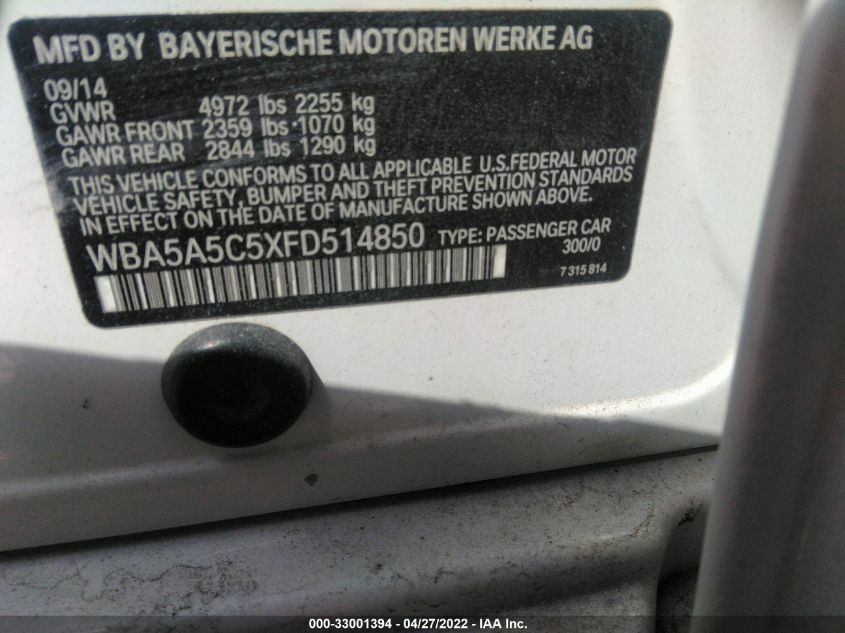 MFD BY BAYERISCHE MOTOREN WERKE AG
09/14
GVWR 4972 lbs 2255 kg
GAWR FRONT 2359 lbs 1070 kg
GAWR REAR 2844 lbs 1290 kg
THIS VEHICLE CONFORMS TO ALL APPLICABLE U.S.FEDERAL MOTOR
VEHICLE SAFETY, BUMPER AND THEFT PREVENTION STANDARDS
IN EFFECT ON THE DATE OF MANUFACTURE SHOWN ABOVE.
WBA5A5C5XFD514850 TYPE: PASSENGER CAR
300/0
7 315 814
000-33001394 - 04/27/2022 - IAA Inc.